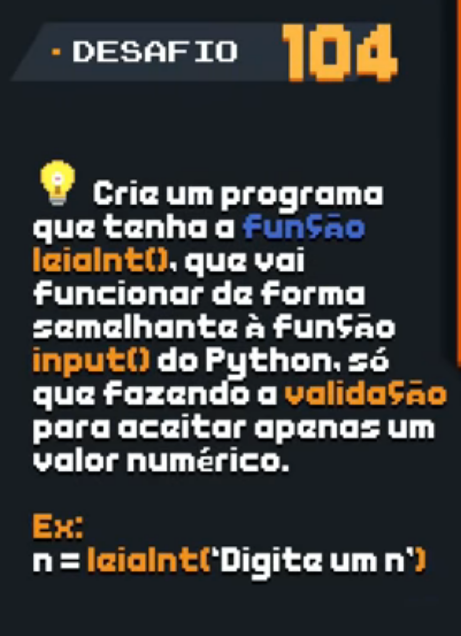 DESAFIO 104
Crie um programa
que tenha a função
leiaInt(), que vai
funcionar de forma
semelhante à função
input() do Python, só
que fazendo a validação
para aceitar apenas um
valor numérico.
Ex:
n = leiaInt(‘Digite um n’)